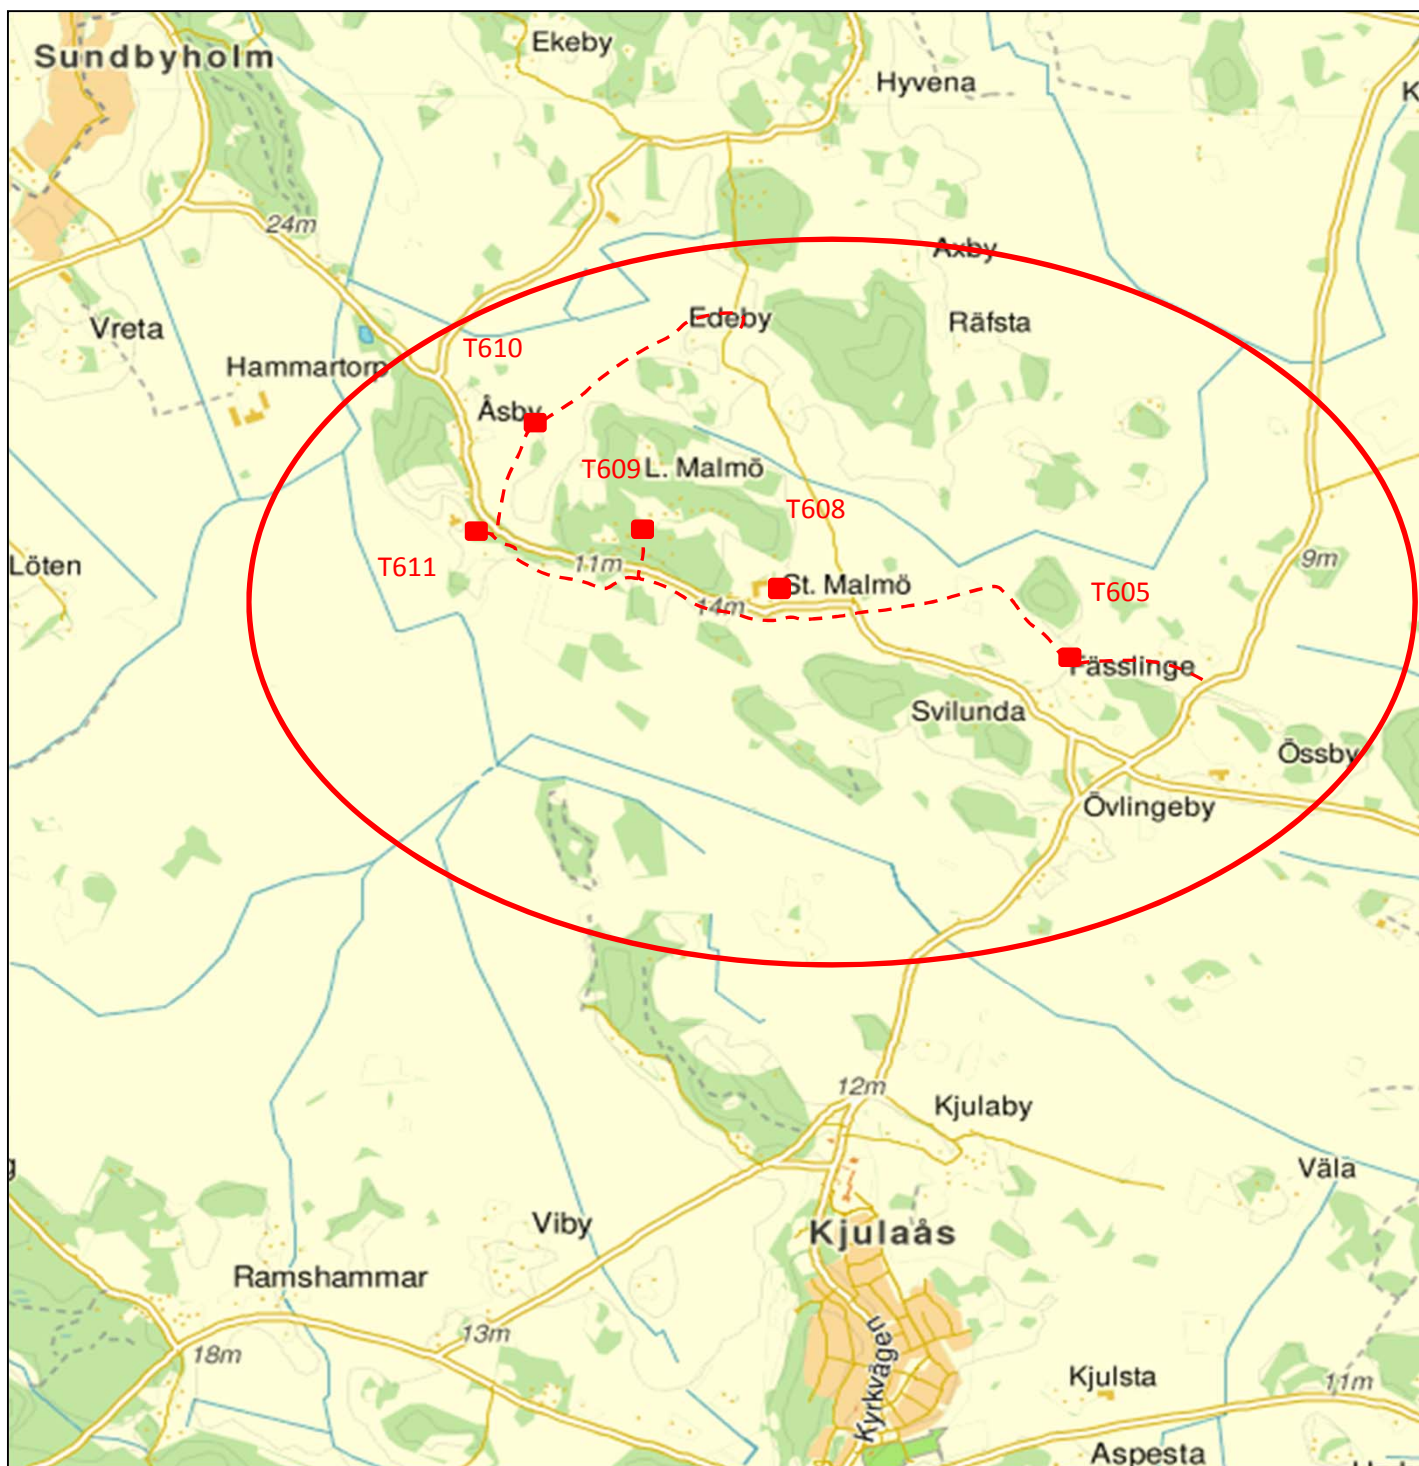 Sundbyholm
Ekeby
Hyvena
24m
Axby
Vreta
Edeby
Räfsta
T610
Hammartorp
Åsby
T609
L. Malmö
T608
Löten
T611
11m
9m
St. Malmö
T605
14m
Fässlinge
Svilunda
Össby
Övlingeby
12m
Kjulaby
Väla
Viby
Kjulaås
Ramshammar
13m
18m
Kyrkvägen
Kjulsta
11m
Aspesta